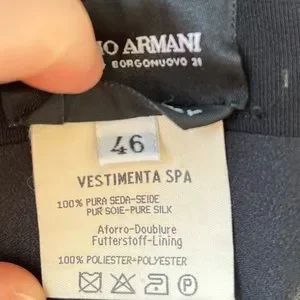 IO ARMANI
BORGONUOVO 21
46
VESTIMENTA SPA
100% PURA SEDA-SEIDE
PUR SOIE-PURE SILK
Aforro-Doublure
Futterstoff-Lining
100% POLIESTER-POLYESTER
A